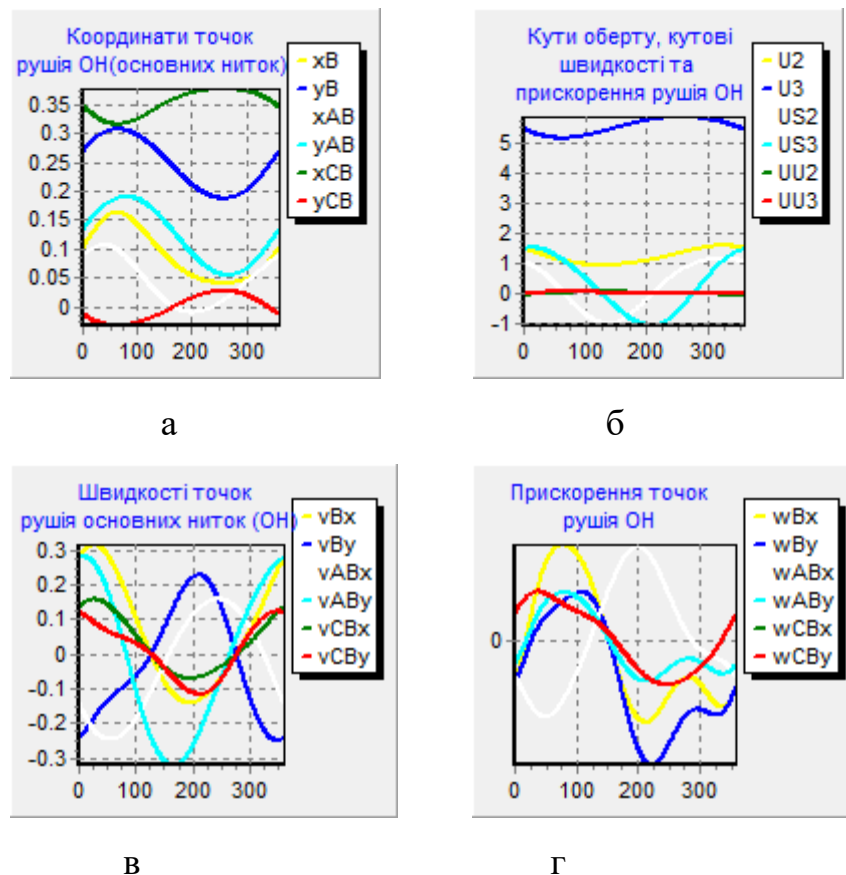 Координати точок
рушія ОН(основних ниток)
xB
yB
xAB
yAB
xCB
yCB
0.35
0.3
0.25
0.2
0.15
0.1
0.05
0
0 100 200 300
а
Кути оберту, кутові
швидкості та
прискорення рушія ОН
U2
U3
US2
US3
UU2
UU3
5
4
3
2
1
0
-1
0 100 200 300
б
Швидкості точок
рушія основних ниток (ОН)
vBx
vBy
vABx
vABy
vCBx
vCBy
0.3
0.2
0.1
0
-0.1
-0.2
-0.3
0 100 200 300
в
Прискорення точок
рушія ОН
wBx
wBy
wABx
wABy
wCBx
wCBy
0
0 100 200 300
г